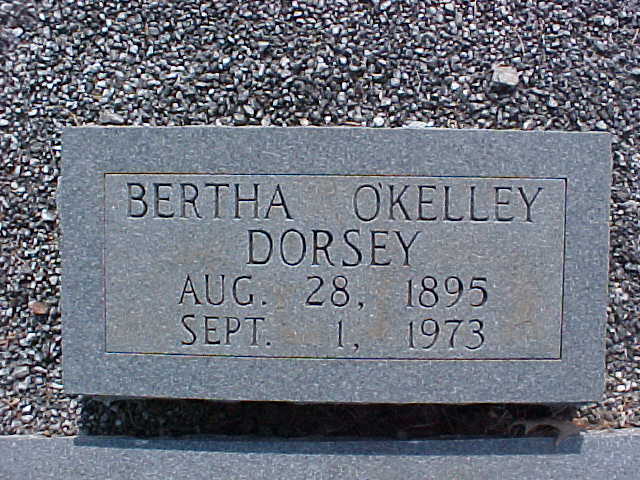 BERTHA O'KELLEY
DORSEY
AUG. 28, 1895
SEPT. 1, 1973